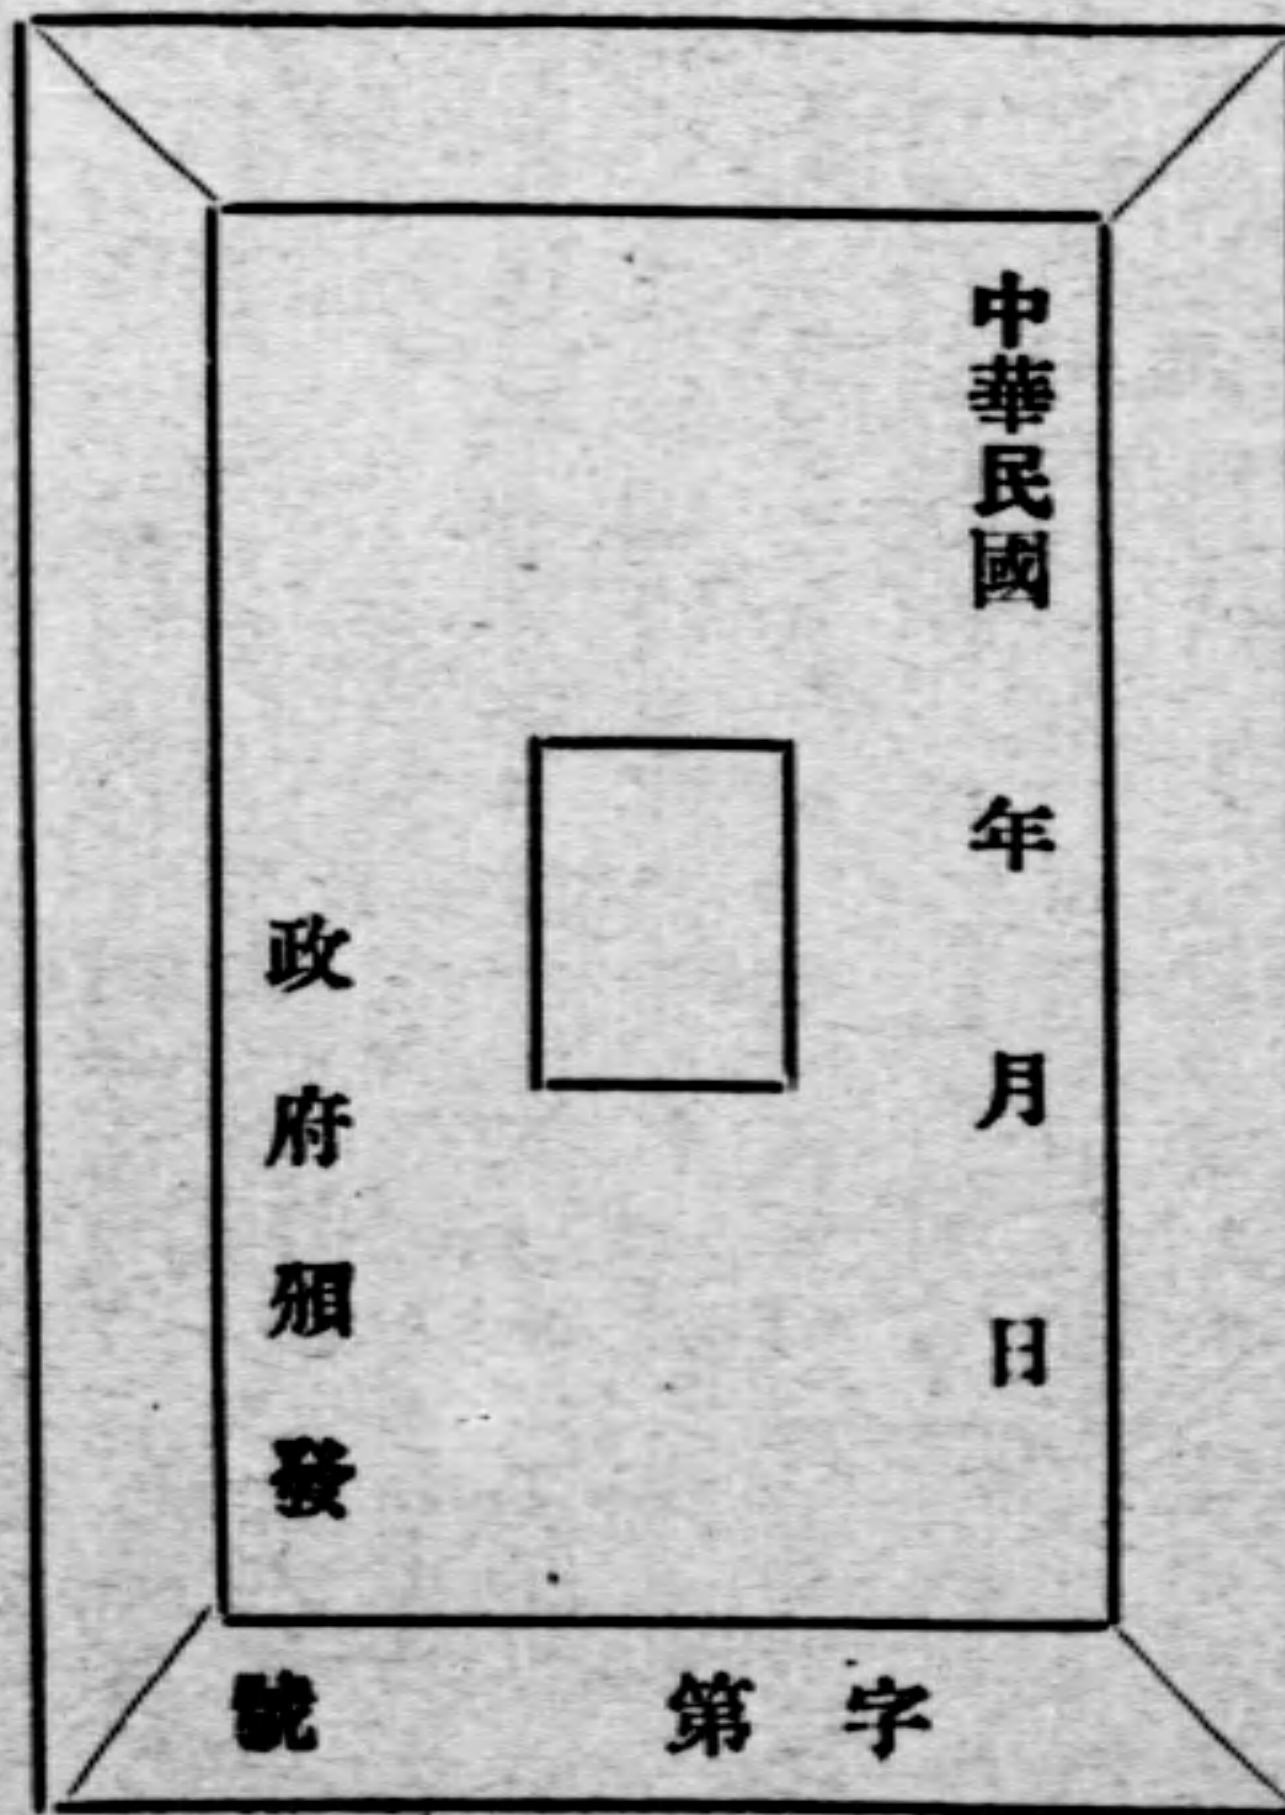 中華民國　年　月　日
政府頒發
字第　號